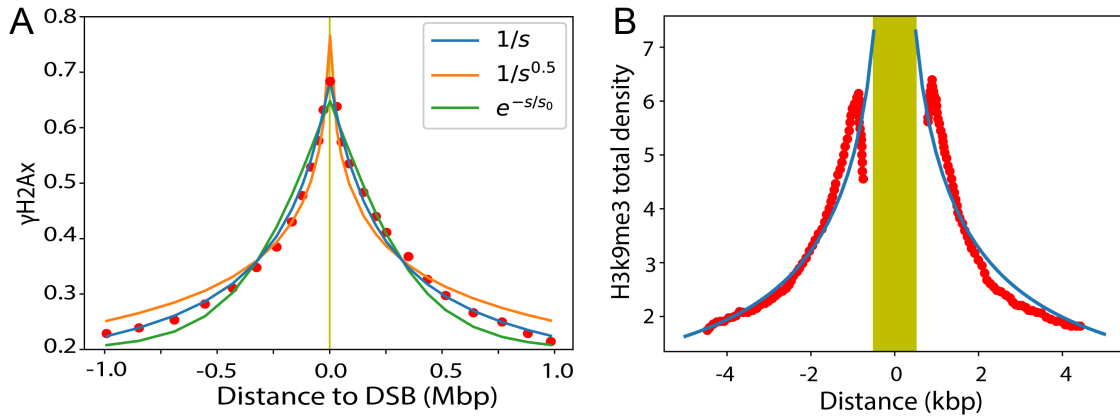 A
0.8
0.7
0.6
0.5
0.4
0.3
0.2
γH2Ax
1/s
1/s^0.5
e^-s/s₀
-1.0
-0.5
0.0
0.5
1.0
Distance to DSB (Mbp)
B
7
6
5
4
3
2
H3k9me3 total density
-4
-2
0
2
4
Distance (kbp)